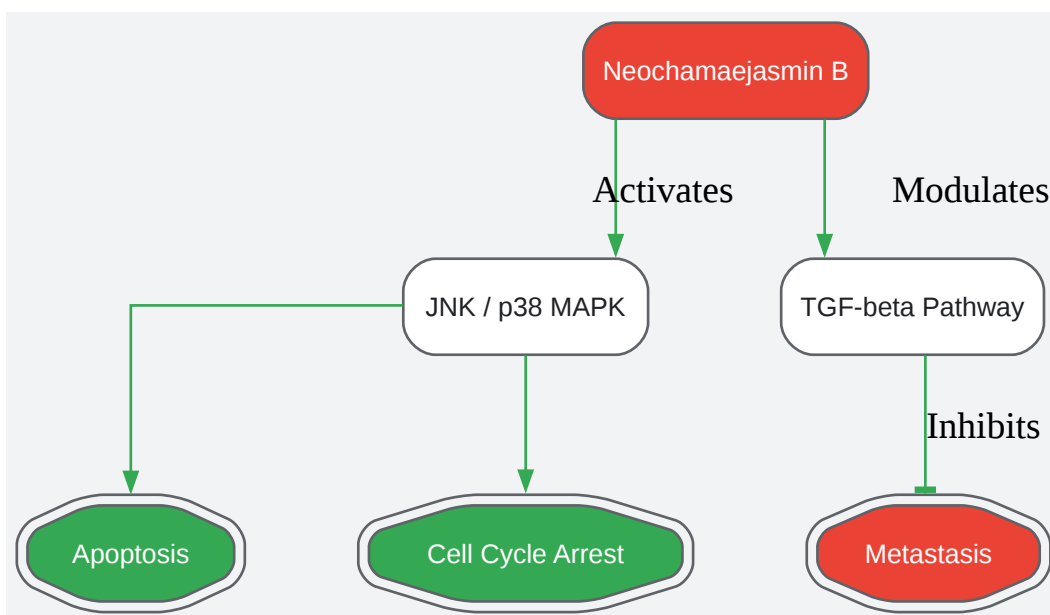 Neochamaejasmin B
Activates
Modulates
JNK / p38 MAPK
TGF-beta Pathway
Inhibits
Apoptosis
Cell Cycle Arrest
Metastasis